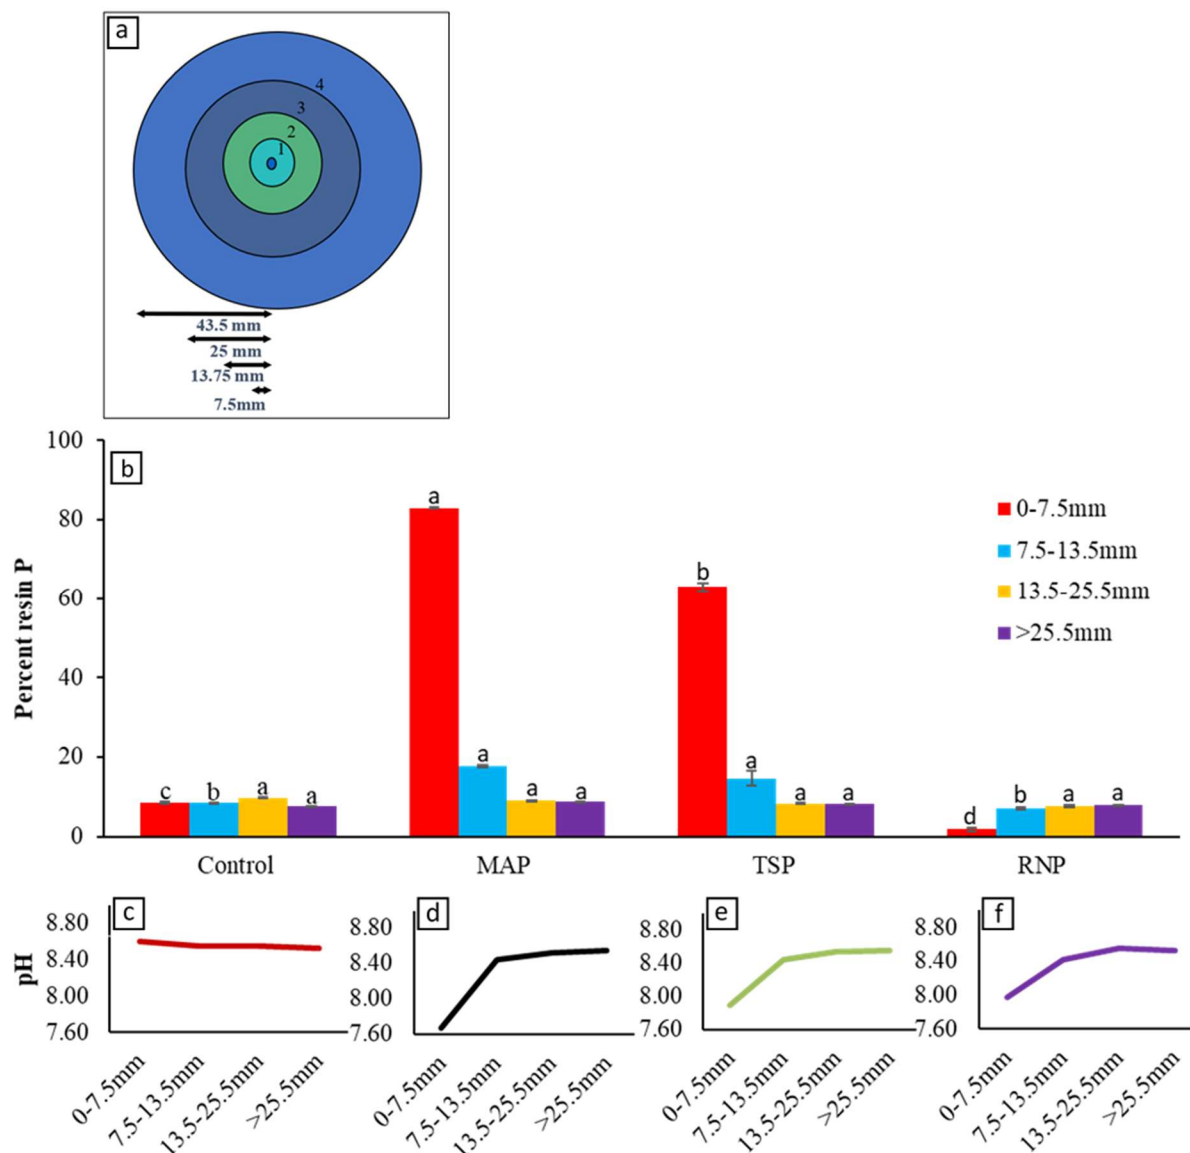 a
4
3
2
1
43.5 mm
25 mm
13.75 mm
7.5mm
b
Percent resin P
100
80
60
40
20
0
c b a a
a a a a
b a a a
d b a a
0-7.5mm
7.5-13.5mm
13.5-25.5mm
>25.5mm
Control MAP TSP RNP
c
pH
8.80
8.40
8.00
7.60
0-7.5mm
7.5-13.5mm
13.5-25.5mm
>25.5mm
d
8.80
8.40
8.00
7.60
0-7.5mm
7.5-13.5mm
13.5-25.5mm
>25.5mm
e
8.80
8.40
8.00
7.60
0-7.5mm
7.5-13.5mm
13.5-25.5mm
>25.5mm
f
8.80
8.40
8.00
7.60
0-7.5mm
7.5-13.5mm
13.5-25.5mm
>25.5mm